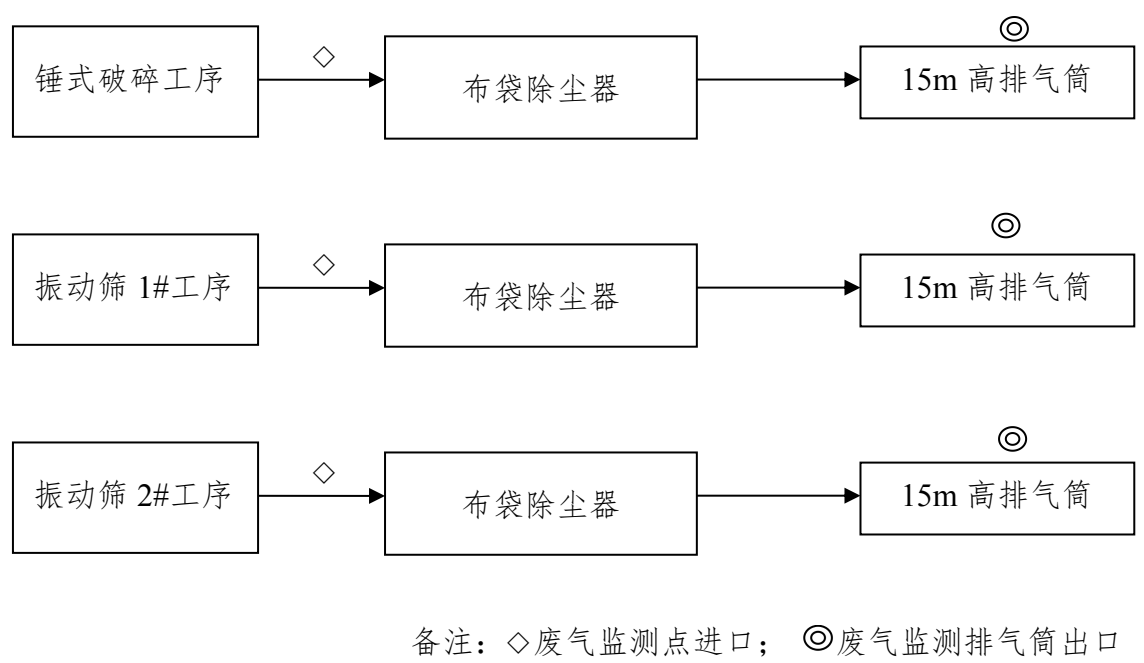 锤式破碎工序
布袋除尘器
15m 高排气筒
振动筛 1#工序
布袋除尘器
15m 高排气筒
振动筛 2#工序
布袋除尘器
15m 高排气筒
备注：◇废气监测点进口； ◎废气监测排气筒出口